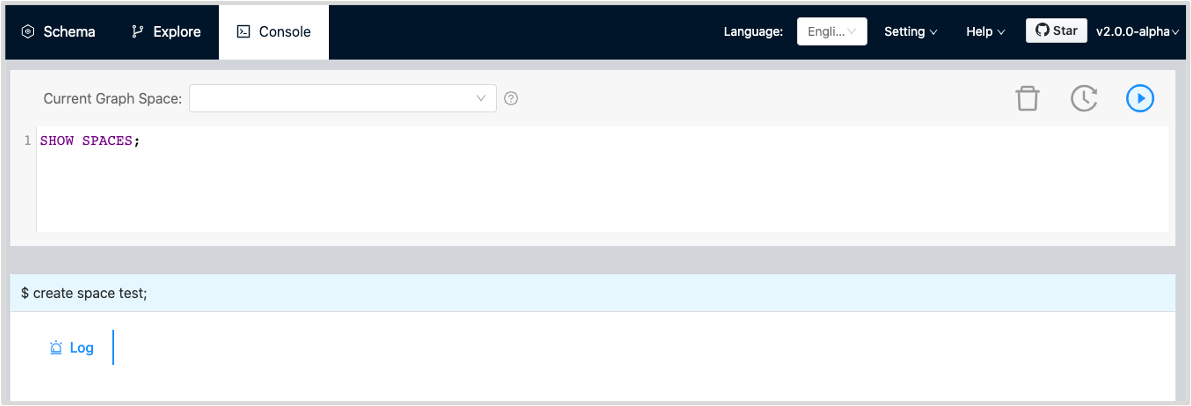 Schema Explore Console Language: Engli... Setting Help Star v2.0.0-alpha
Current Graph Space:
1 SHOW SPACES;
$ create space test;
Log